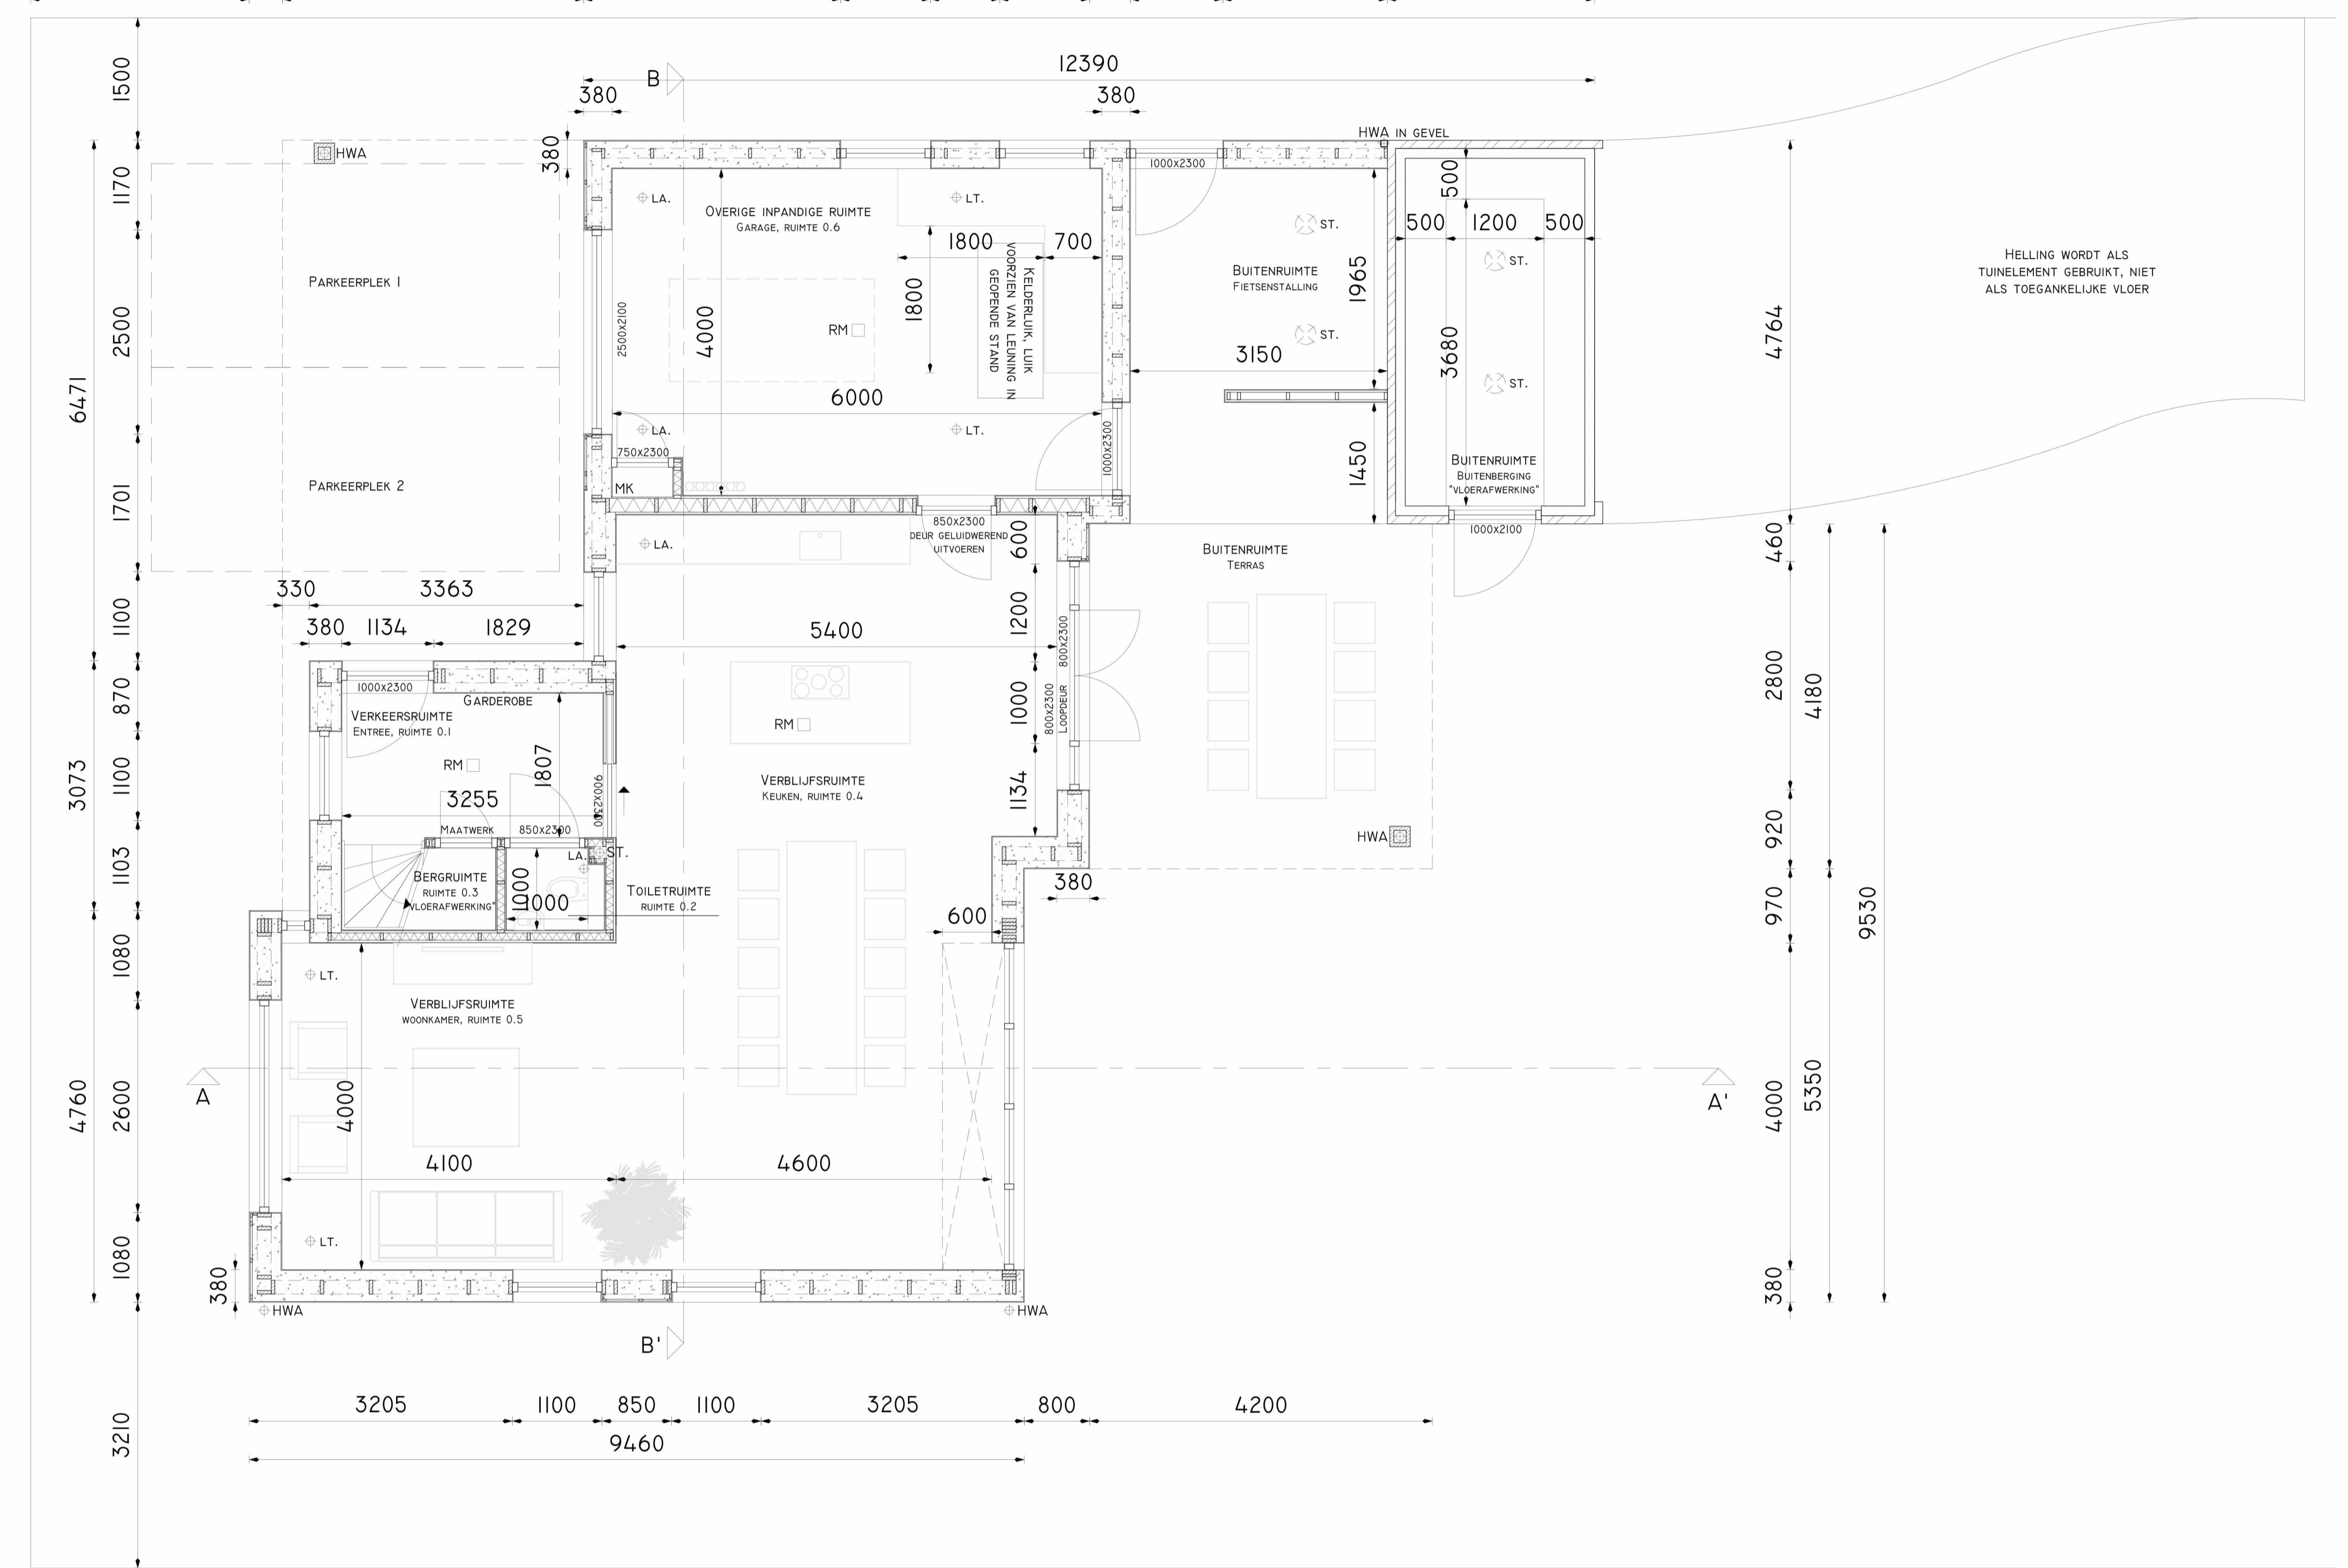 12390
B
380
380
1500
HWA IN GEVEL
380
HWA
1000X2300
500
1170
LA.
OVERIGE INPANDIGE RUIMTE
GARAGE, RUIMTE 0.6
LT.
ST.
500
1200
500
1800
700
KELDERLUIK, LUIK
VOORZIEN VAN LEUNING IN
GEOPENDE STAND
ST.
BUITENRUIMTE
FIETSENSTALLING
1965
HELLING WORDT ALS
TUINELEMENT GEBRUIKT, NIET
ALS TOEGANKELIJKE VLOER
PARKEERPLEK 1
1800
2500
2500X2100
4000
RM
ST.
3680
4764
3150
ST.
6471
6000
LA.
LT.
1000X2300
750X2300
1450
BUITENRUIMTE
BUITENBERGING
"VLOERAFWERKING"
PARKEERPLEK 2
MK
1701
850X2300
DEUR GELUIDWEREND
UITVOEREN
600
1000X2100
LA.
BUITENRUIMTE
TERRAS
460
330
3363
1100
380
1134
1829
5400
1200
800X2300
1000X2300
GARDEROBE
870
VERKEERSRUIMTE
ENTREE, RUIMTE 0.1
1000
800X2300
LOOPDEUR
2800
4180
RM
RM
1807
3073
1100
VERBLIJFSRUIMTE
KEUKEN, RUIMTE 0.4
1134
900X2300
3255
MAATWERK
850X2300
HWA
920
LA.
ST.
1103
BERGRUIMTE
RUIMTE 0.3
"VLOERAFWERKING"
1000
1000
TOILETRUIMTE
RUIMTE 0.2
380
600
970
9530
1080
LT.
VERBLIJFSRUIMTE
WOONKAMER, RUIMTE 0.5
A
A'
4760
2600
4000
4000
5350
4100
4600
1080
LT.
380
380
HWA
HWA
B'
3210
3205
1100
850
1100
3205
800
4200
9460